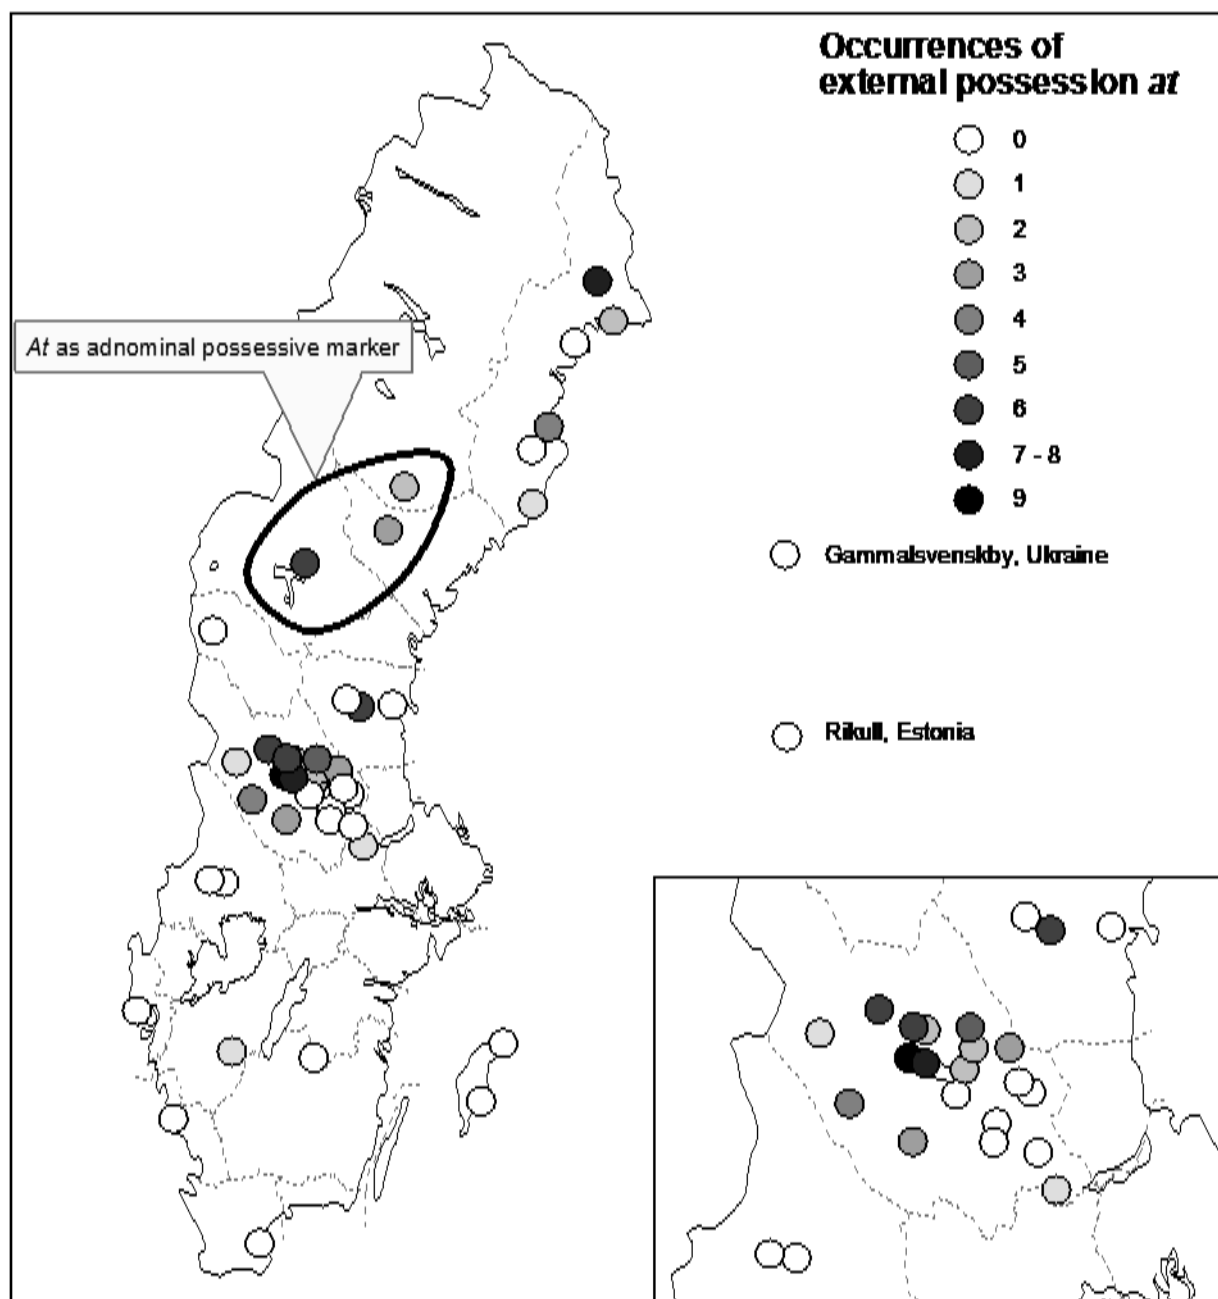 Occurrences of
external possession at
0
1
2
3
4
5
6
7 - 8
9
At as adnominal possessive marker
Gammalsvenskby, Ukraine
Rikull, Estonia